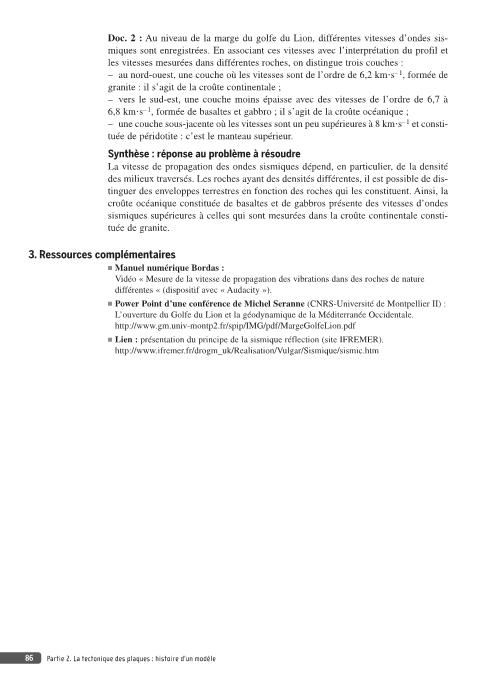 Doc. 2 : Au niveau de la marge du golfe du Lion, différentes vitesses d’ondes sis-
miques sont enregistrées. En associant ces vitesses avec l’interprétation du profil et
les vitesses mesurées dans différentes roches, on distingue trois couches :
– au nord-ouest, une couche où les vitesses sont de l’ordre de 6,2 km·s⁻¹, formée de
granite : il s’agit de la croûte continentale ;
– vers le sud-est, une couche moins épaisse avec des vitesses de l’ordre de 6,7 à
6,8 km·s⁻¹, formée de basaltes et gabbro ; il s’agit de la croûte océanique ;
– une couche sous-jacente où les vitesses sont un peu supérieures à 8 km·s⁻¹ et consti-
tuée de péridotite : c’est le manteau supérieur.
Synthèse : réponse au problème à résoudre
La vitesse de propagation des ondes sismiques dépend, en particulier, de la densité
des milieux traversés. Les roches ayant des densités différentes, il est possible de dis-
tinguer des enveloppes terrestres en fonction des roches qui les constituent. Ainsi, la
croûte océanique constituée de basaltes et de gabbros présente des vitesses d’ondes
sismiques supérieures à celles qui sont mesurées dans la croûte continentale consti-
tuée de granite.
3. Ressources complémentaires
■ Manuel numérique Bordas :
Vidéo « Mesure de la vitesse de propagation des vibrations dans des roches de nature
différentes « (dispositif avec « Audacity »).
■ Power Point d’une conférence de Michel Seranne (CNRS-Université de Montpellier II) :
L’ouverture du Golfe du Lion et la géodynamique de la Méditerranée Occidentale.
http://www.gm.univ-montp2.fr/spip/IMG/pdf/MargeGolfeLion.pdf
■ Lien : présentation du principe de la sismique réflection (site IFREMER).
http://www.ifremer.fr/drogm_uk/Realisation/Vulgar/Sismique/sismic.htm
86 Partie 2. La tectonique des plaques : histoire d’un modèle